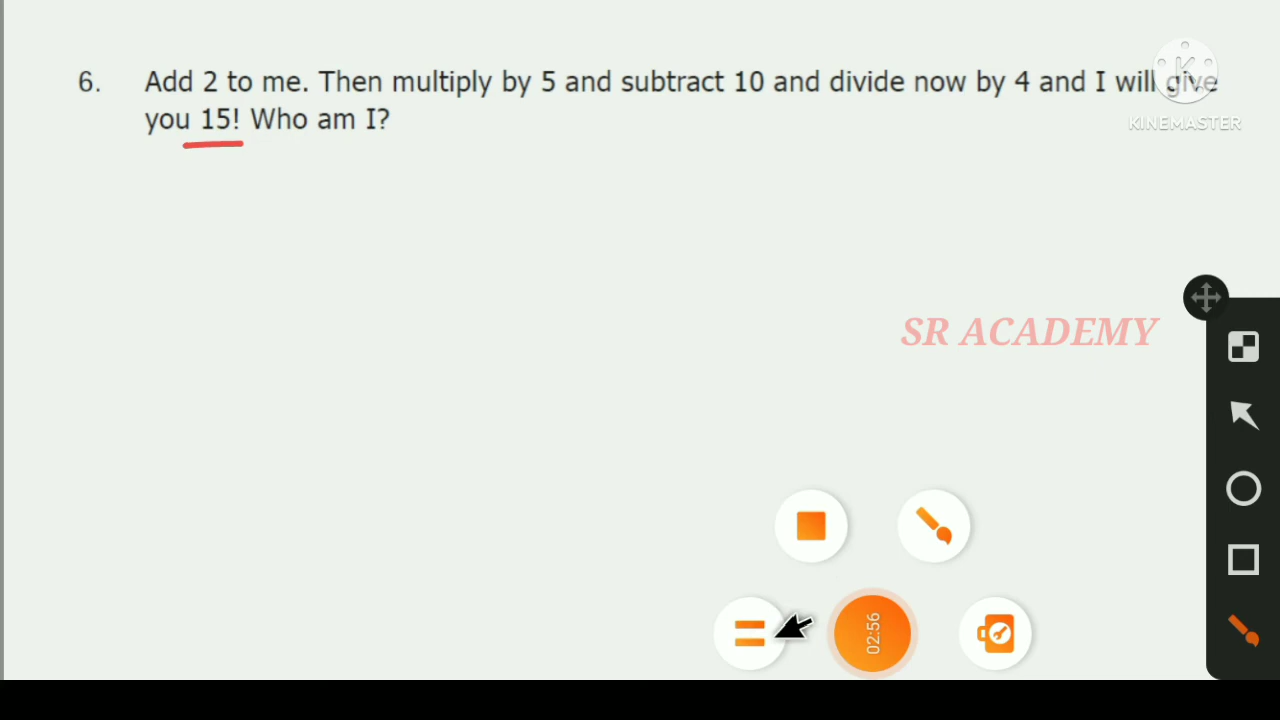 6. Add 2 to me. Then multiply by 5 and subtract 10 and divide now by 4 and I will give
you 15! Who am I?
KINEMASTER
SR ACADEMY
02:56